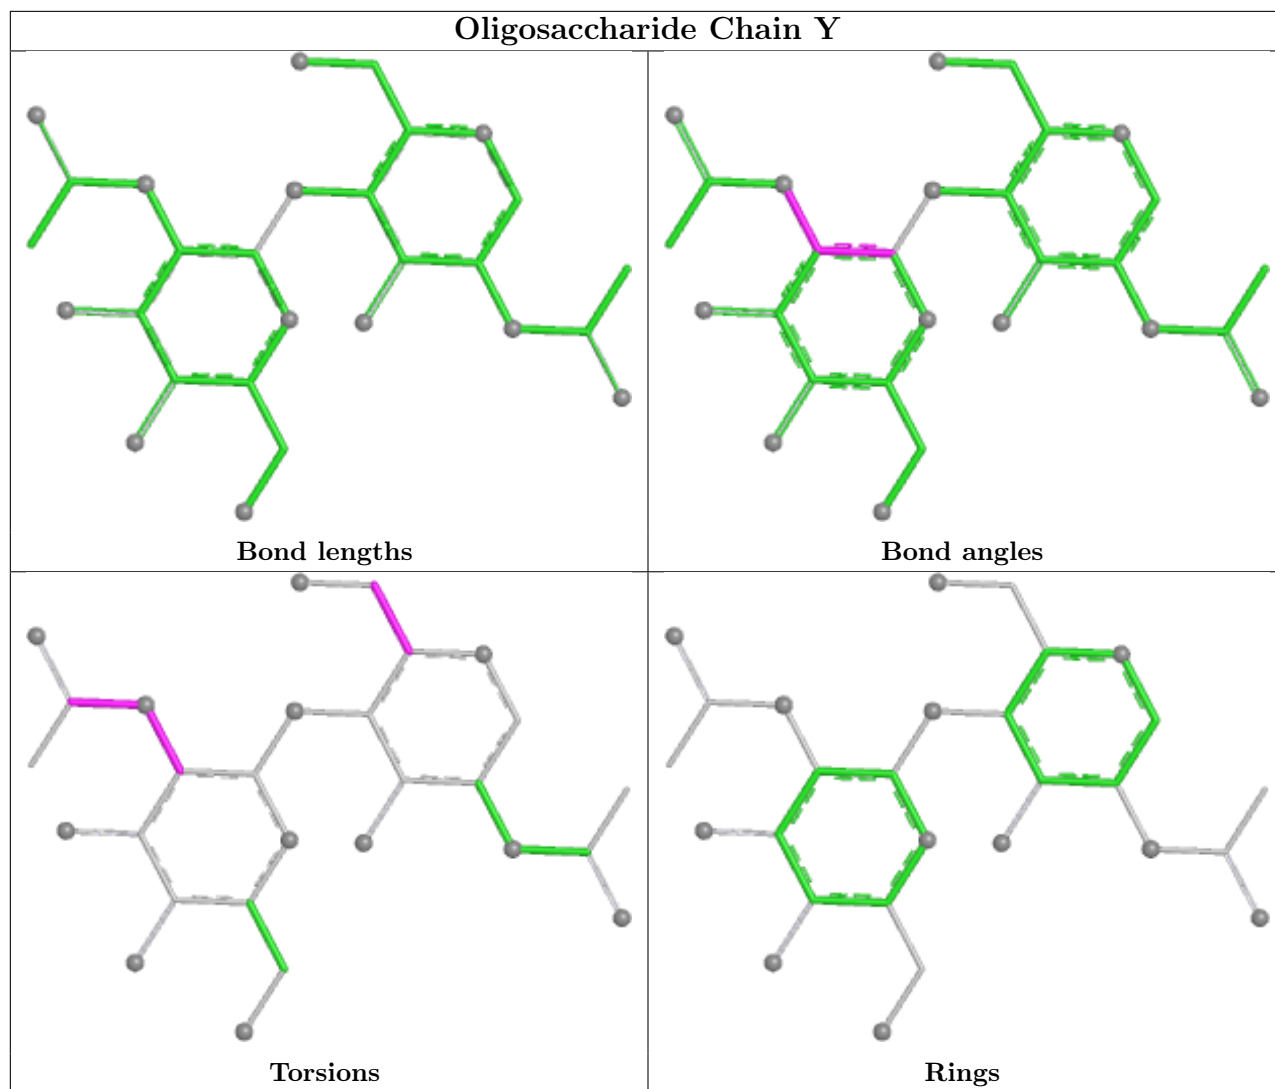 Oligosaccharide Chain Y
Bond lengths
Bond angles
Torsions
Rings